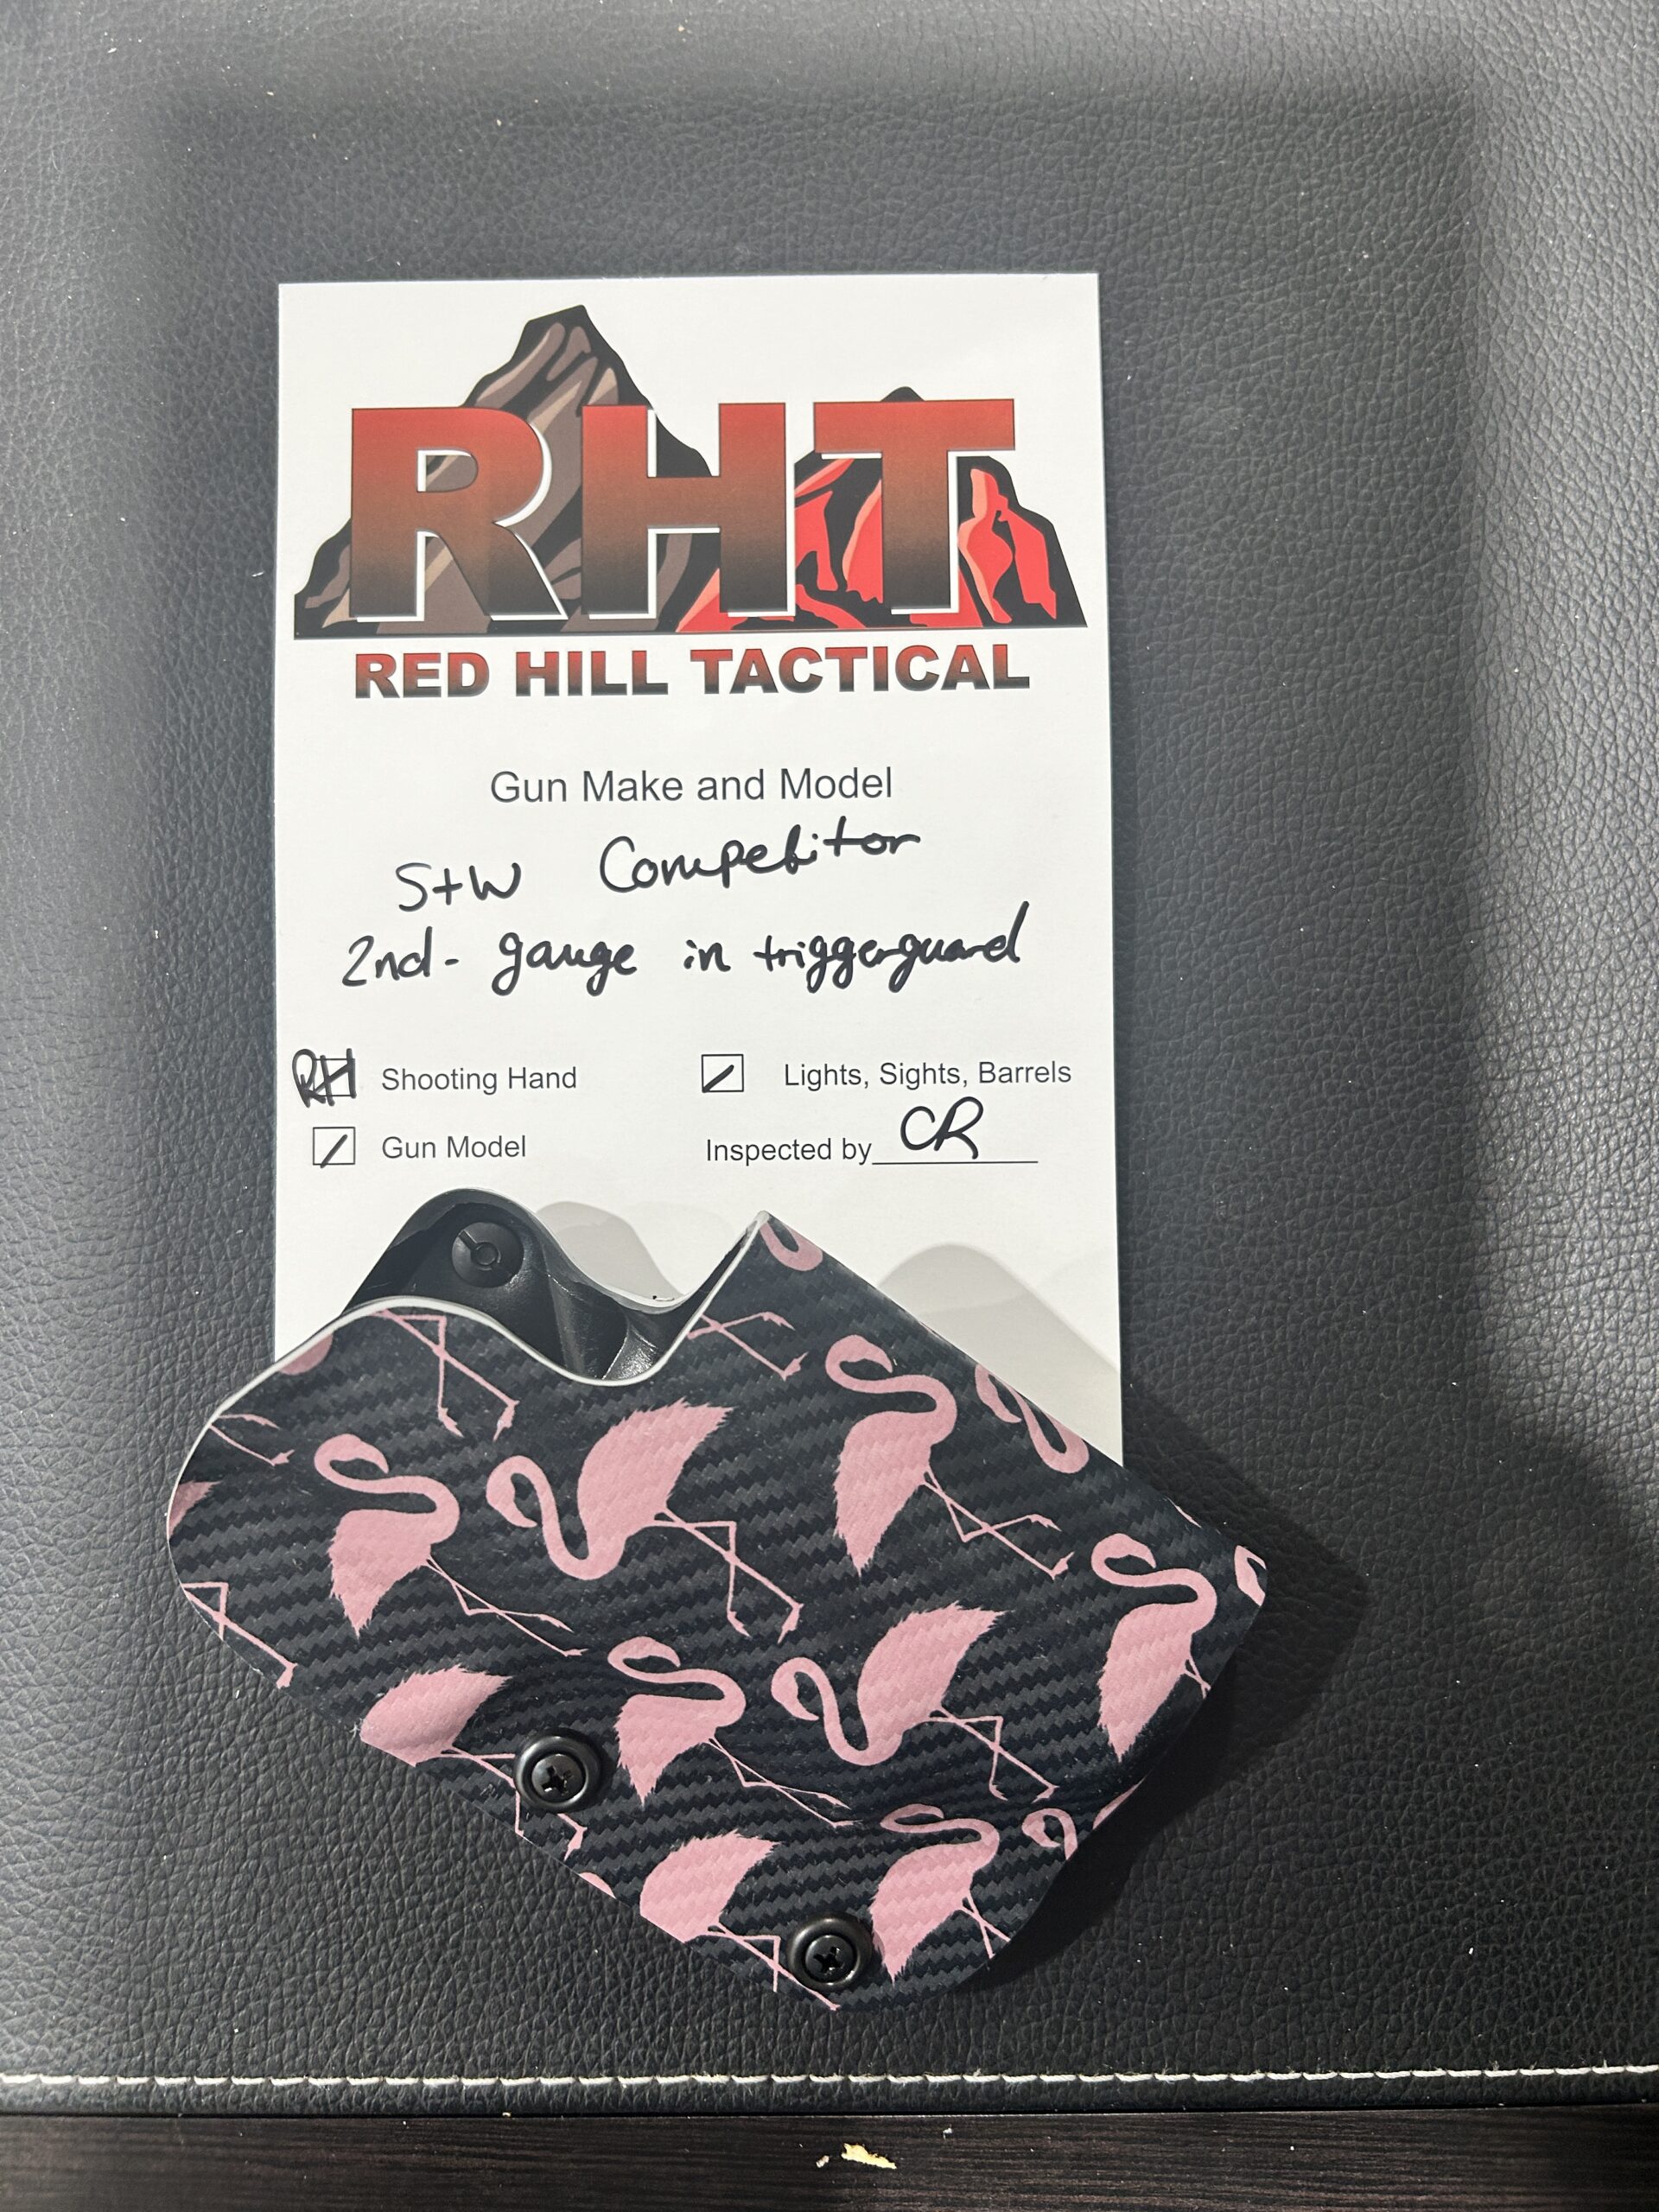 RHT
RED HILL TACTICAL
Gun Make and Model
S+W Competitor
2nd- gauge in triggerguard
RH Shooting Hand
Lights, Sights, Barrels
Gun Model
Inspected by CR